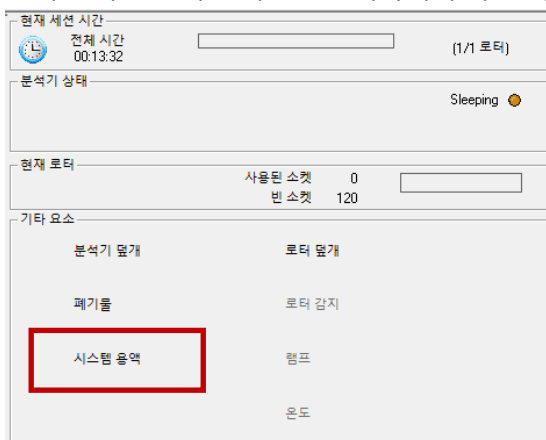 현재 세션 시간
전체 시간
00:13:32
(1/1 로터)
분석기 상태
Sleeping
현재 로터
사용된 소켓 0
빈 소켓 120
기타 요소
분석기 덮개 로터 덮개
폐기물 로터 감지
시스템 용액 램프
온도